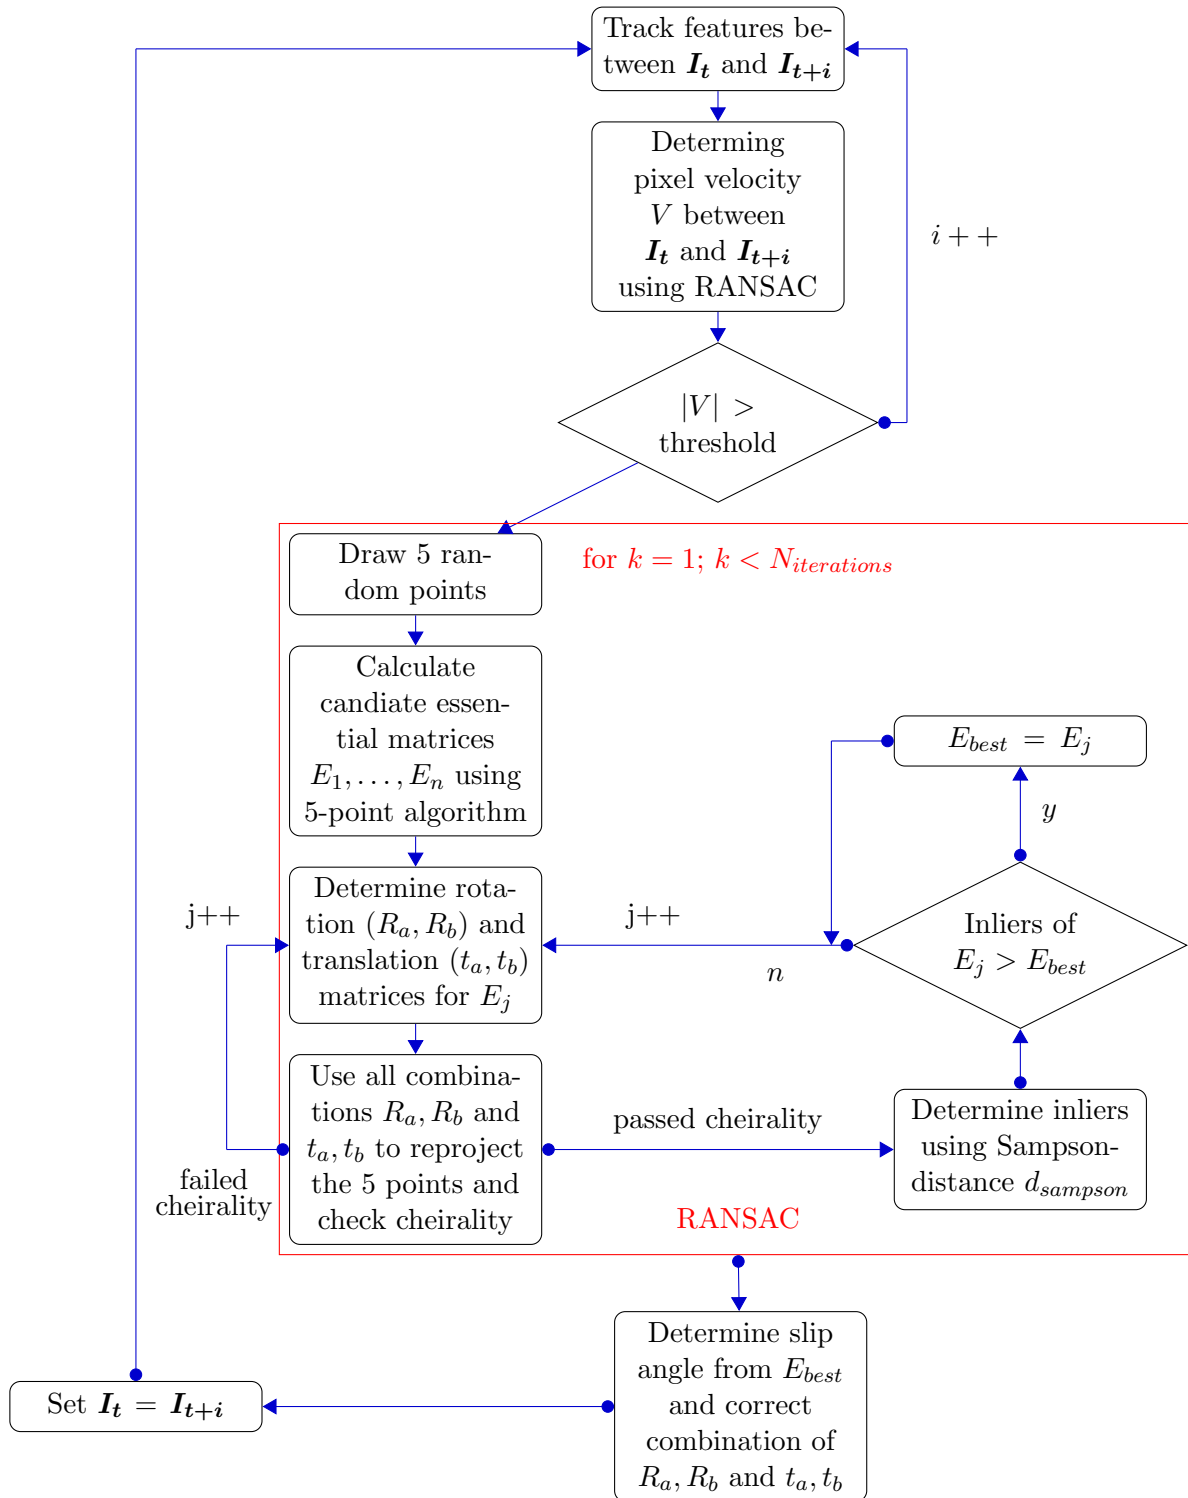 Track features be-
tween I_t and I_{t+i}
Determing
pixel velocity
V between
I_t and I_{t+i}
using RANSAC
i + +
|V| >
threshold
for k = 1; k < N_{iterations}
Draw 5 ran-
dom points
Calculate
candiate essen-
tial matrices
E_1, . . . , E_n using
5-point algorithm
E_{best} = E_j
y
j++
Determine rota-
tion (R_a, R_b) and
translation (t_a, t_b)
matrices for E_j
j++
n
Inliers of
E_j > E_{best}
Use all combina-
tions R_a, R_b and
t_a, t_b to reproject
the 5 points and
check cheirality
failed
cheirality
passed cheirality
Determine inliers
using Sampson-
distance d_{sampson}
RANSAC
Determine slip
angle from E_{best}
and correct
combination of
R_a, R_b and t_a, t_b
Set I_t = I_{t+i}